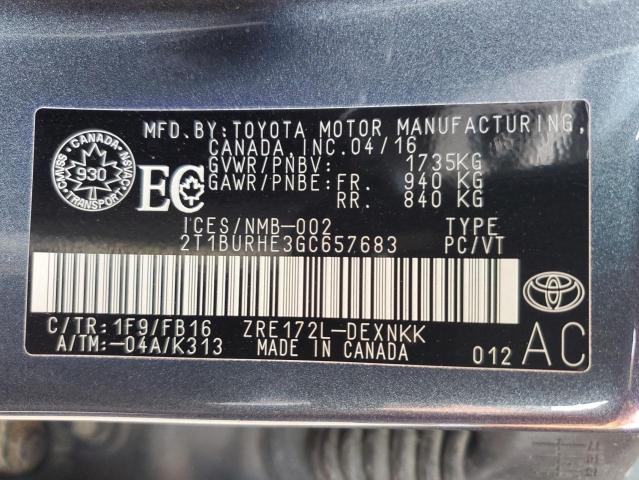 MFD. BY: TOYOTA MOTOR MANUFACTURING,
CANADA, INC. 04/16
GVWR/PNBV: 1735KG
GAWR/PNBE: FR. 940 KG
RR. 840 KG
CANADA
930
TRANSPORT
CMVSS
NSVAC
EC
ICES/NMB-002 TYPE
2T1BURHE3GC657683 PC/VT
C/TR: 1F9/FB16 ZRE172L-DEXNKK
A/TM: -04A/K313 MADE IN CANADA 012 AC